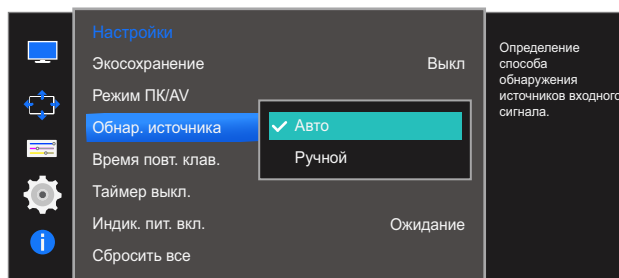 Настройки
Экосохранение Выкл
Режим ПК/AV
Обнар. источника
Авто
Ручной
Время повт. клав.
Таймер выкл.
Индик. пит. вкл. Ожидание
Сбросить все
Определение
способа
обнаружения
источников входного
сигнала.